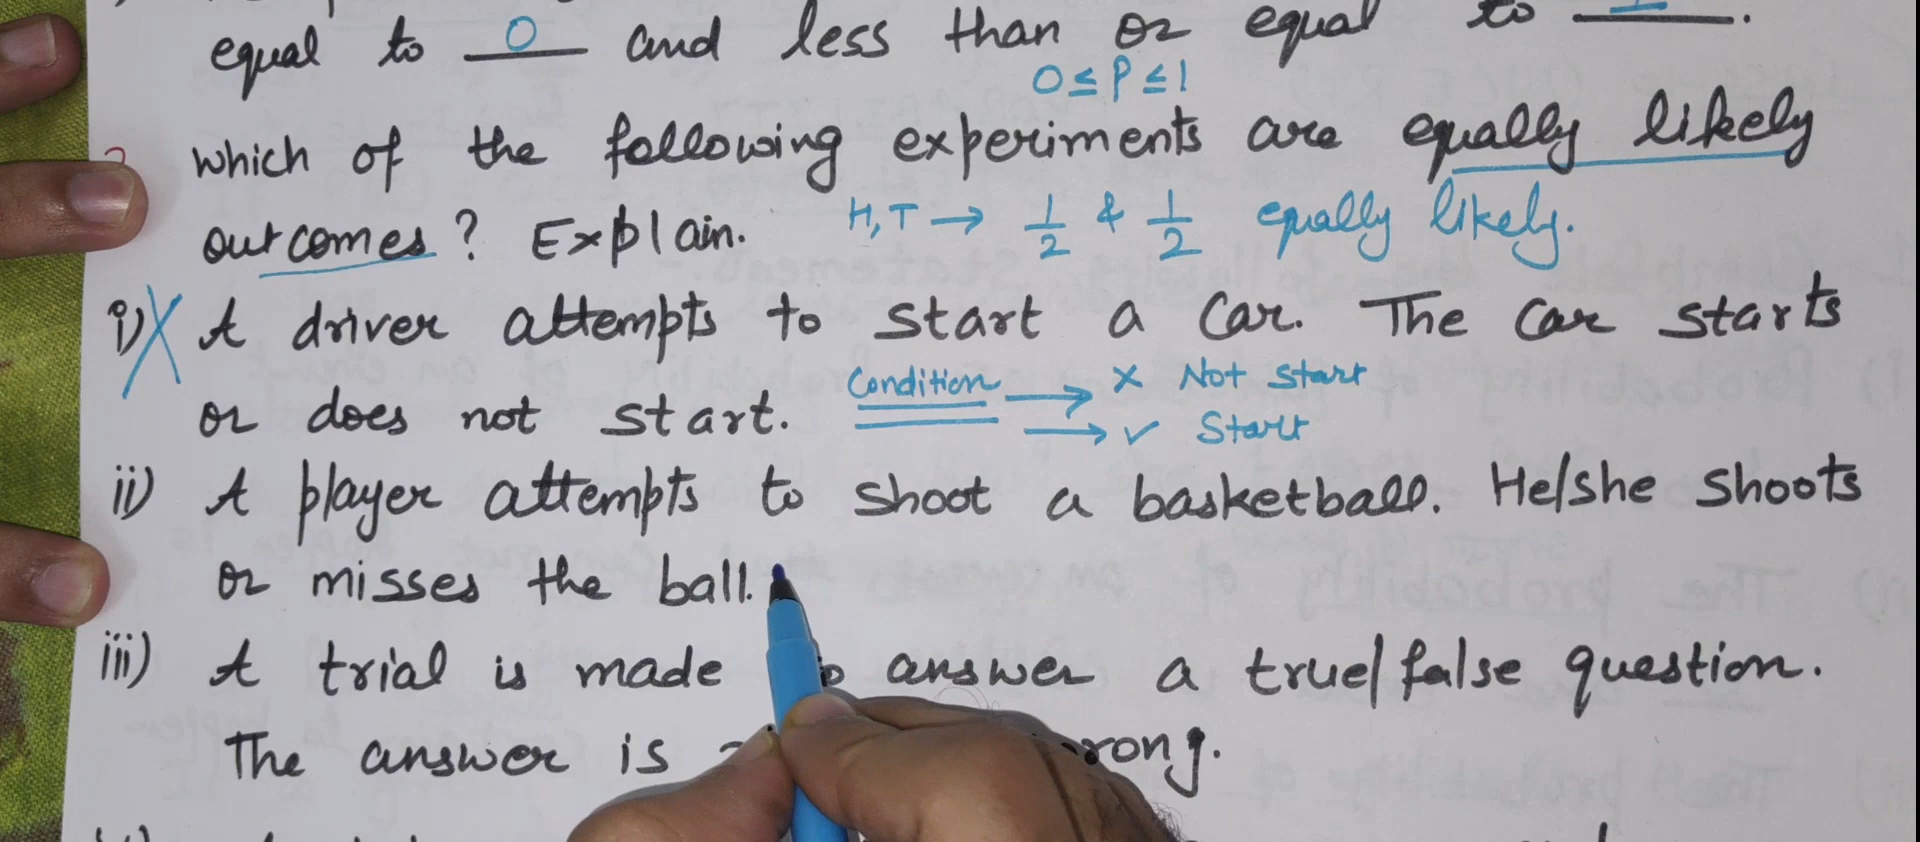 equal to 0 and less than or equal to 1.
0 ≤ P ≤ 1
which of the following experiments are equally likely
outcomes? Explain. H, T → 1/2 & 1/2 equally likely.
i) X A driver attempts to start a car. The car starts
Condition → × Not start
or does not start. → ✓ Start
ii) A player attempts to shoot a basketball. He/she shoots
or misses the ball.
iii) A trial is made answer a true/false question.
The answer is